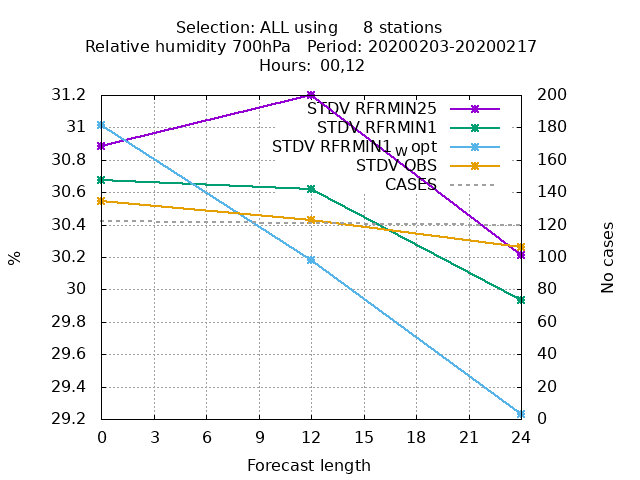 Selection: ALL using     8 stations
Relative humidity 700hPa   Period: 20200203-20200217
Hours: 00,12
31.2
31
30.8
30.6
30.4
30.2
30
29.8
29.6
29.4
29.2
%
STDV RFRMIN25
STDV RFRMIN1
STDV RFRMIN1_W opt
STDV OBS
CASES
200
180
160
140
120
100
80
60
40
20
0
No cases
0 3 6 9 12 15 18 21 24
Forecast length